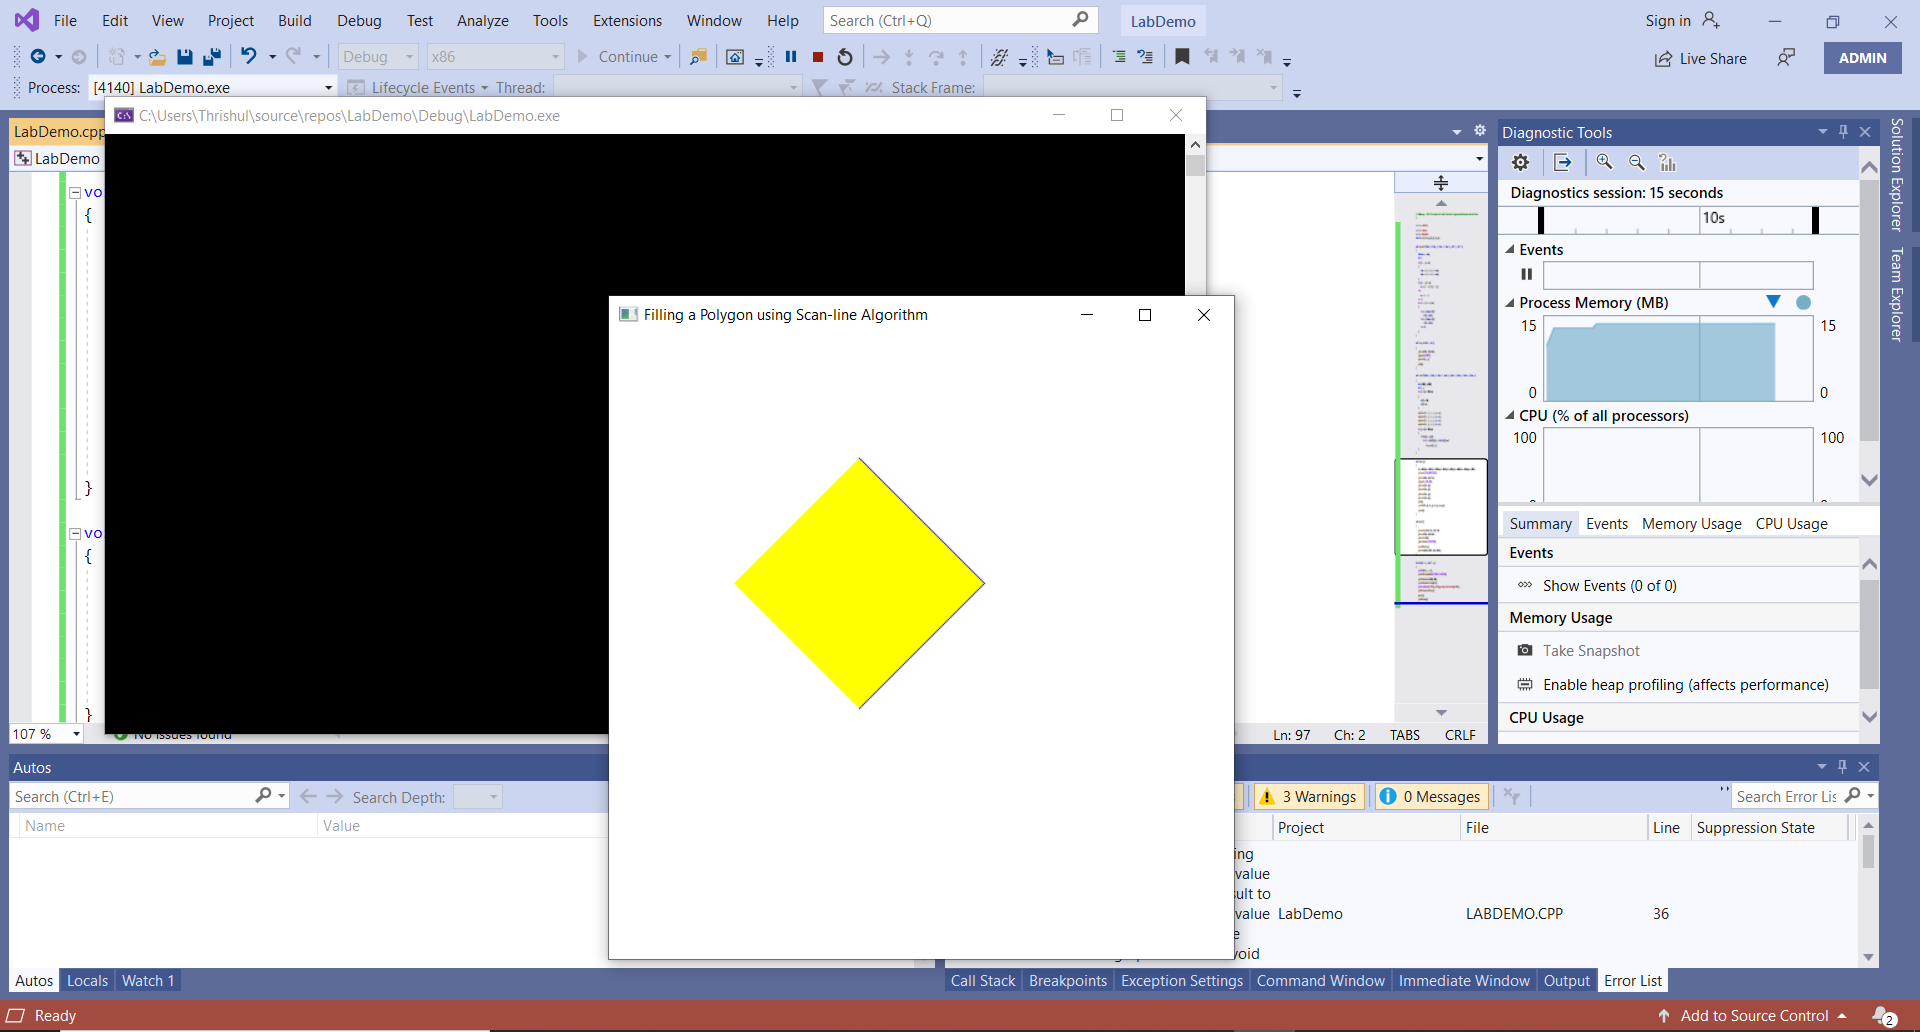 File Edit View Project Build Debug Test Analyze Tools Extensions Window Help Search (Ctrl+Q) LabDemo Sign in
Debug x86 Continue Live Share ADMIN
Process: [4140] LabDemo.exe Lifecycle Events Thread: Stack Frame:
C:\Users\Thrishul\source\repos\LabDemo\Debug\LabDemo.exe
LabDemo.cpp
LabDemo
vo
{
}
vo
{
}
107 % No issues found
Ln: 97 Ch: 2 TABS CRLF
Filling a Polygon using Scan-line Algorithm
Diagnostic Tools
Diagnostics session: 15 seconds
10s
Events
Process Memory (MB)
15 15
0 0
CPU (% of all processors)
100 100
Summary Events Memory Usage CPU Usage
Events
Show Events (0 of 0)
Memory Usage
Take Snapshot
Enable heap profiling (affects performance)
CPU Usage
Solution Explorer
Team Explorer
Autos
Search (Ctrl+E) Search Depth:
Name Value
Autos Locals Watch 1
3 Warnings 0 Messages Search Error Lis
Project File Line Suppression State
ing
value
sult to
value LabDemo LABDEMO.CPP 36
e
void
Call Stack Breakpoints Exception Settings Command Window Immediate Window Output Error List
Ready Add to Source Control 2